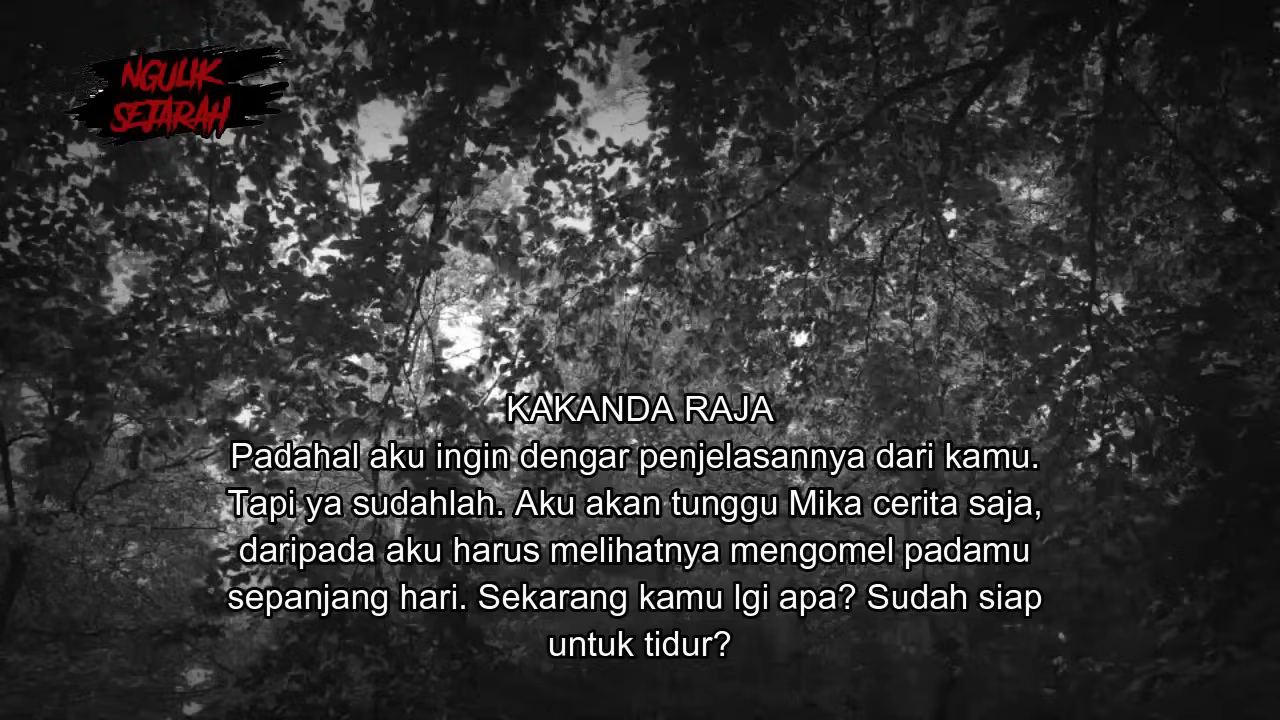 NGULIK
SEJARAH
KAKANDA RAJA
Padahal aku ingin dengar penjelasannya dari kamu.
Tapi ya sudahlah. Aku akan tunggu Mika cerita saja,
daripada aku harus melihatnya mengomel padamu
sepanjang hari. Sekarang kamu lgi apa? Sudah siap
untuk tidur?